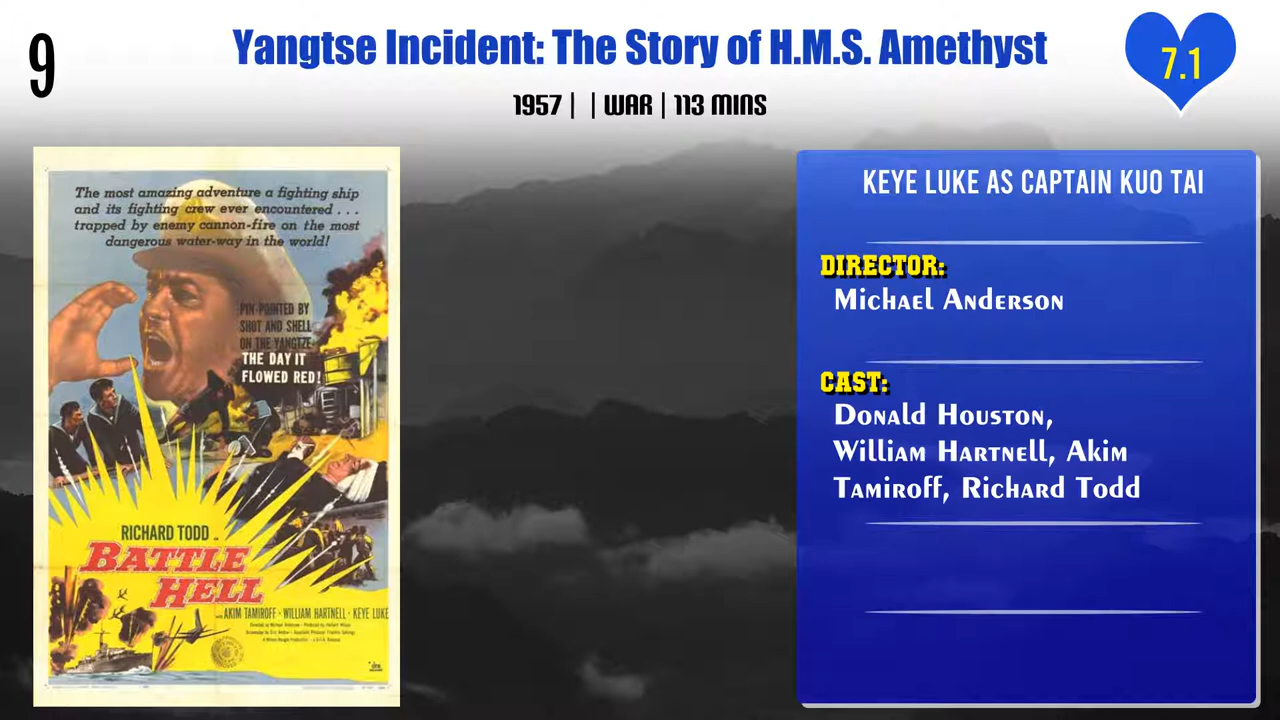 9
Yangtse Incident: The Story of H.M.S. Amethyst
7.1
1957 | | WAR | 113 MINS
The most amazing adventure a fighting ship
and its fighting crew ever encountered . . .
trapped by enemy cannon-fire on the most
dangerous water-way in the world!
PIN-POINTED BY
SHOT AND SHELL
ON THE YANGTZE-
THE DAY IT
FLOWED RED!
RICHARD TODD in
BATTLE
HELL
with AKIM TAMIROFF · WILLIAM HARTNELL · KEYE LUKE
KEYE LUKE AS CAPTAIN KUO TAI
DIRECTOR:
Michael Anderson
CAST:
Donald Houston,
William Hartnell, Akim
Tamiroff, Richard Todd